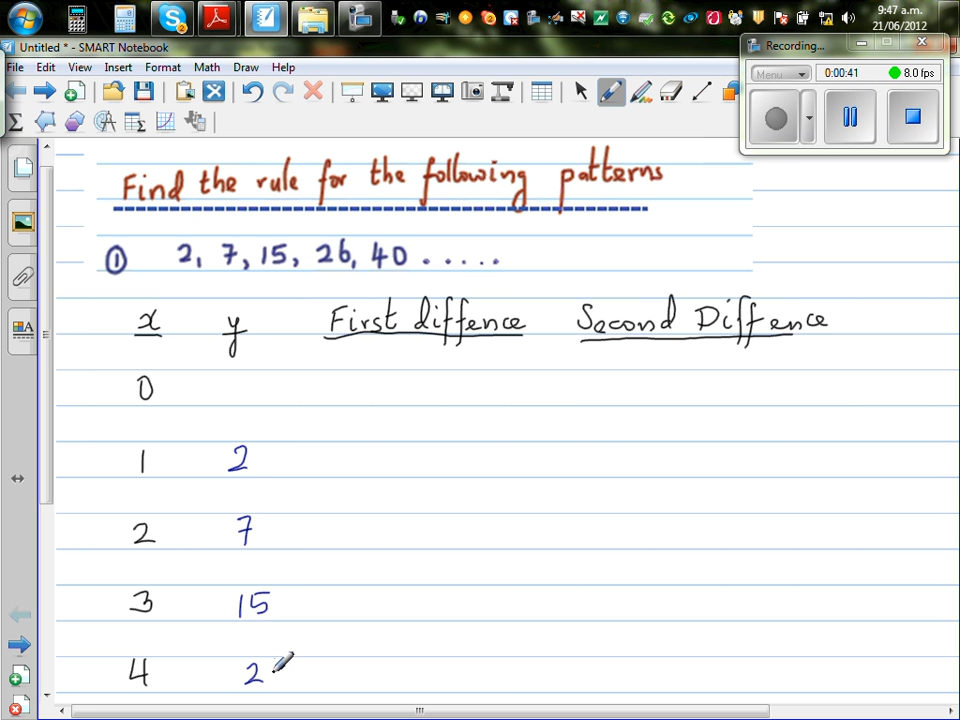 9:47 a.m.
21/06/2012
Untitled * - SMART Notebook
Recording...
File Edit View Insert Format Math Draw Help
Menu 0:00:41 8.0 fps
Find the rule for the following patterns
① 2, 7, 15, 26, 40 .....
x y First diffence Second Diffence
0
1 2
2 7
3 15
4 2